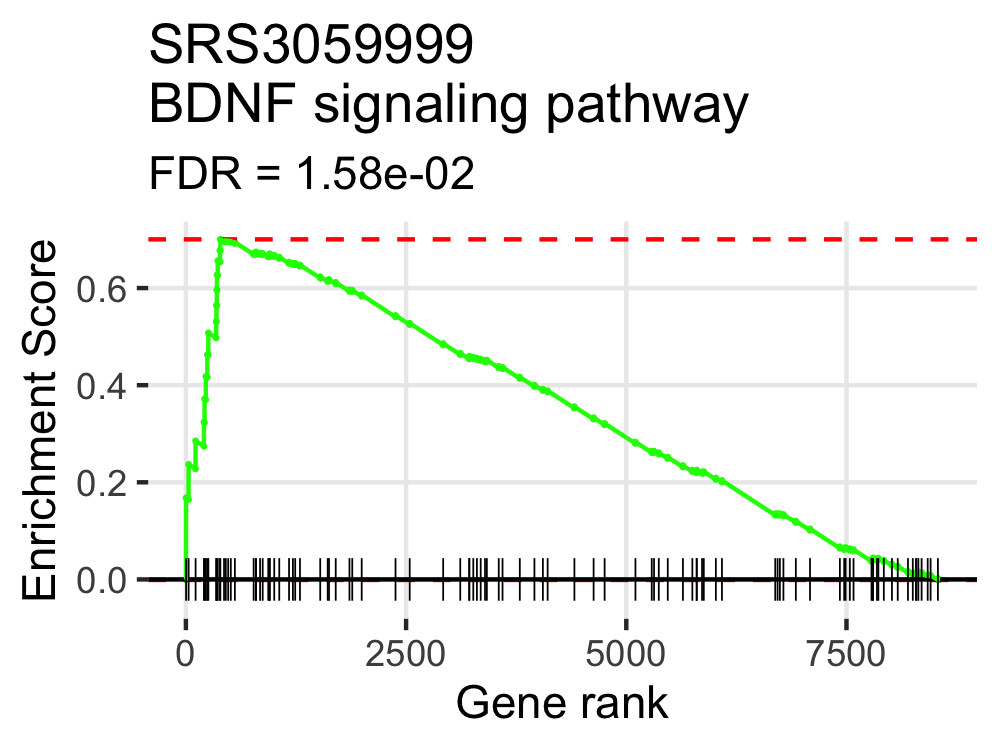 SRS3059999
BDNF signaling pathway
FDR = 1.58e-02
Enrichment Score
0.6
0.4
0.2
0.0
0 2500 5000 7500
Gene rank